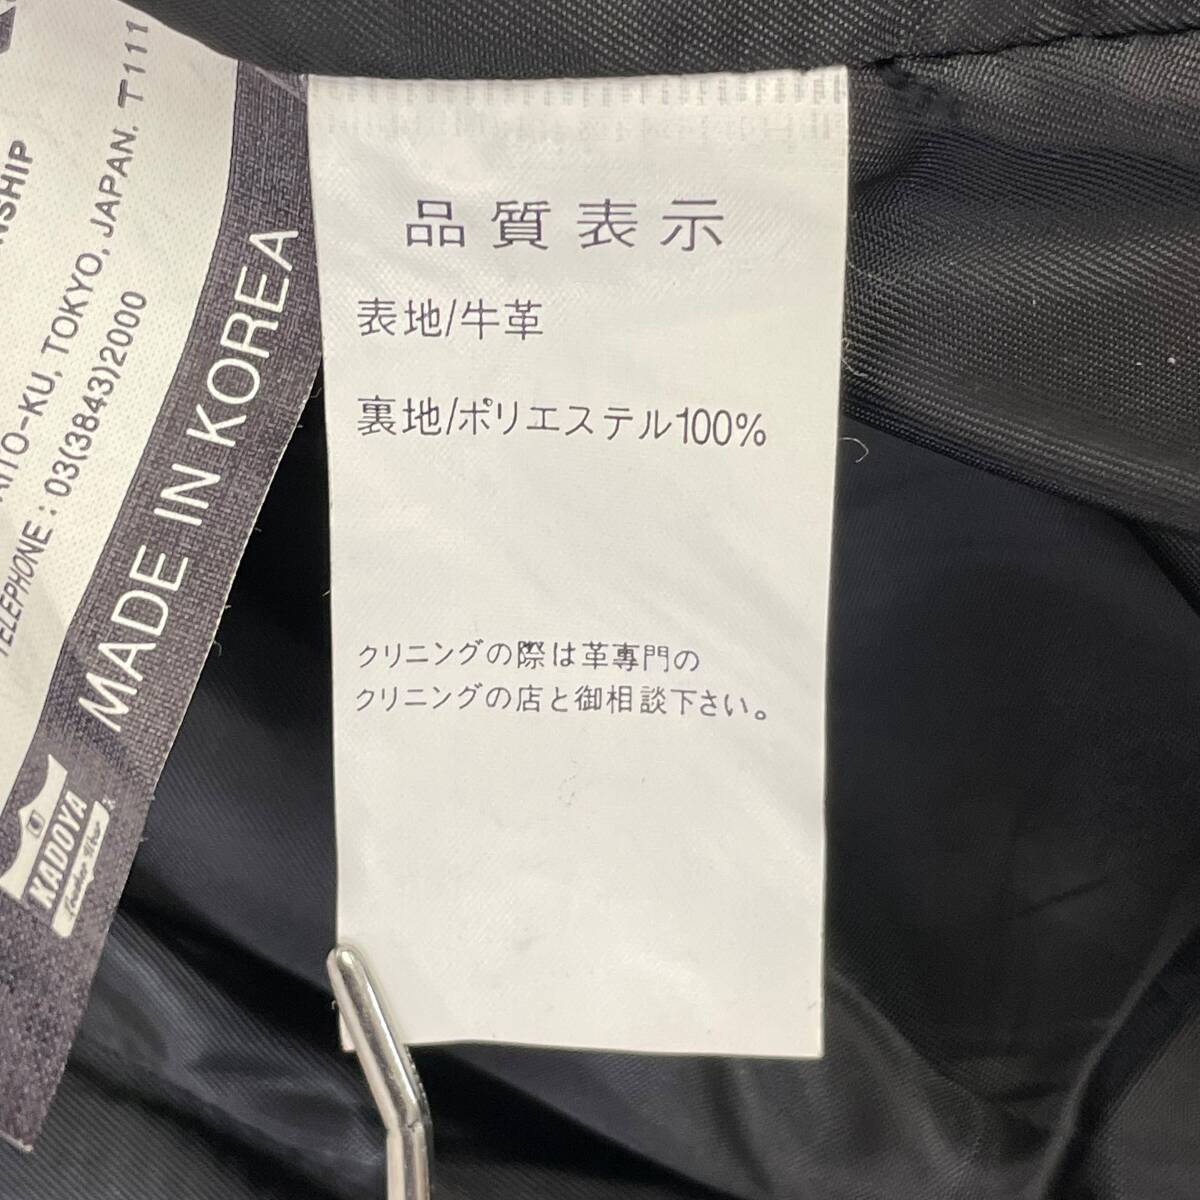 NSHIP
AITO-KU, TOKYO, JAPAN. 〒111
TELEPHONE : 03(3843)2000
MADE IN KOREA
KADOYA
品質表示
表地/牛革
裏地/ポリエステル100%
クリニングの際は革専門の
クリニングの店と御相談下さい。